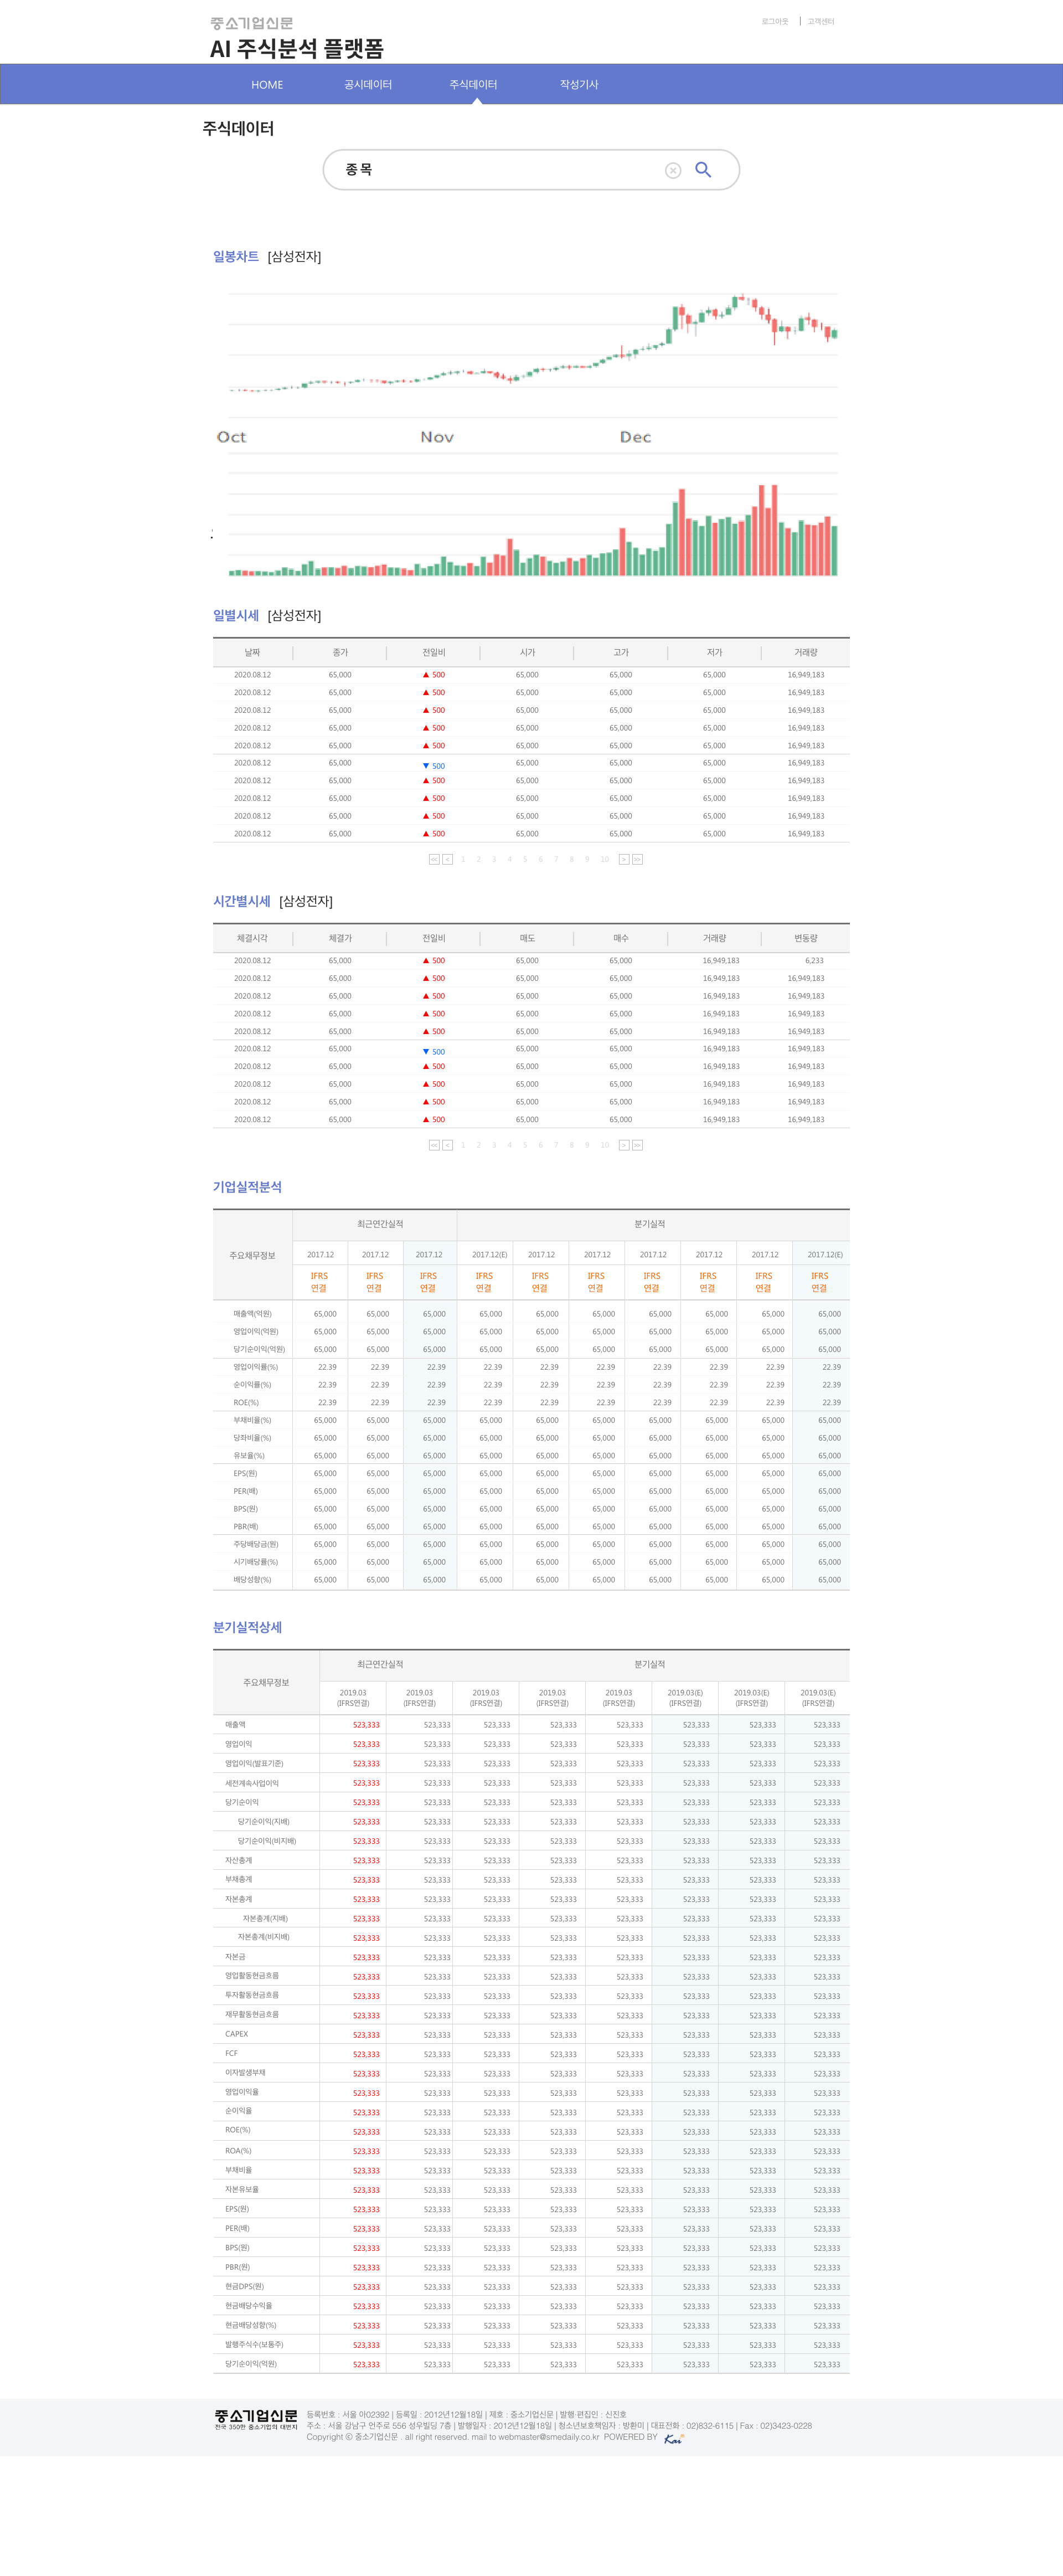 중소기업신문
로그아웃 | 고객센터
AI 주식분석 플랫폼
HOME 공시데이터 주식데이터 작성기사
주식데이터
종목
일봉차트 [삼성전자]
Oct Nov Dec
일별시세 [삼성전자]
날짜 종가 전일비 시가 고가 저가 거래량
2020.08.12 65,000 ▲ 500 65,000 65,000 65,000 16,949,183
2020.08.12 65,000 ▲ 500 65,000 65,000 65,000 16,949,183
2020.08.12 65,000 ▲ 500 65,000 65,000 65,000 16,949,183
2020.08.12 65,000 ▲ 500 65,000 65,000 65,000 16,949,183
2020.08.12 65,000 ▲ 500 65,000 65,000 65,000 16,949,183
2020.08.12 65,000 ▼ 500 65,000 65,000 65,000 16,949,183
2020.08.12 65,000 ▲ 500 65,000 65,000 65,000 16,949,183
2020.08.12 65,000 ▲ 500 65,000 65,000 65,000 16,949,183
2020.08.12 65,000 ▲ 500 65,000 65,000 65,000 16,949,183
2020.08.12 65,000 ▲ 500 65,000 65,000 65,000 16,949,183
<< < 1 2 3 4 5 6 7 8 9 10 > >>
시간별시세 [삼성전자]
체결시각 체결가 전일비 매도 매수 거래량 변동량
2020.08.12 65,000 ▲ 500 65,000 65,000 16,949,183 6,233
2020.08.12 65,000 ▲ 500 65,000 65,000 16,949,183 16,949,183
2020.08.12 65,000 ▲ 500 65,000 65,000 16,949,183 16,949,183
2020.08.12 65,000 ▲ 500 65,000 65,000 16,949,183 16,949,183
2020.08.12 65,000 ▲ 500 65,000 65,000 16,949,183 16,949,183
2020.08.12 65,000 ▼ 500 65,000 65,000 16,949,183 16,949,183
2020.08.12 65,000 ▲ 500 65,000 65,000 16,949,183 16,949,183
2020.08.12 65,000 ▲ 500 65,000 65,000 16,949,183 16,949,183
2020.08.12 65,000 ▲ 500 65,000 65,000 16,949,183 16,949,183
2020.08.12 65,000 ▲ 500 65,000 65,000 16,949,183 16,949,183
<< < 1 2 3 4 5 6 7 8 9 10 > >>
기업실적분석
주요채무정보 최근연간실적 분기실적
2017.12 2017.12 2017.12 2017.12(E) 2017.12 2017.12 2017.12 2017.12 2017.12 2017.12(E)
IFRS IFRS IFRS IFRS IFRS IFRS IFRS IFRS IFRS IFRS
연결 연결 연결 연결 연결 연결 연결 연결 연결 연결
매출액(억원) 65,000 65,000 65,000 65,000 65,000 65,000 65,000 65,000 65,000 65,000
영업이익(억원) 65,000 65,000 65,000 65,000 65,000 65,000 65,000 65,000 65,000 65,000
당기순이익(억원) 65,000 65,000 65,000 65,000 65,000 65,000 65,000 65,000 65,000 65,000
영업이익률(%) 22.39 22.39 22.39 22.39 22.39 22.39 22.39 22.39 22.39 22.39
순이익률(%) 22.39 22.39 22.39 22.39 22.39 22.39 22.39 22.39 22.39 22.39
ROE(%) 22.39 22.39 22.39 22.39 22.39 22.39 22.39 22.39 22.39 22.39
부채비율(%) 65,000 65,000 65,000 65,000 65,000 65,000 65,000 65,000 65,000 65,000
당좌비율(%) 65,000 65,000 65,000 65,000 65,000 65,000 65,000 65,000 65,000 65,000
유보율(%) 65,000 65,000 65,000 65,000 65,000 65,000 65,000 65,000 65,000 65,000
EPS(원) 65,000 65,000 65,000 65,000 65,000 65,000 65,000 65,000 65,000 65,000
PER(배) 65,000 65,000 65,000 65,000 65,000 65,000 65,000 65,000 65,000 65,000
BPS(원) 65,000 65,000 65,000 65,000 65,000 65,000 65,000 65,000 65,000 65,000
PBR(배) 65,000 65,000 65,000 65,000 65,000 65,000 65,000 65,000 65,000 65,000
주당배당금(원) 65,000 65,000 65,000 65,000 65,000 65,000 65,000 65,000 65,000 65,000
시기배당률(%) 65,000 65,000 65,000 65,000 65,000 65,000 65,000 65,000 65,000 65,000
배당성향(%) 65,000 65,000 65,000 65,000 65,000 65,000 65,000 65,000 65,000 65,000
분기실적상세
주요채무정보 최근연간실적 분기실적
2019.03 2019.03 2019.03 2019.03 2019.03 2019.03(E) 2019.03(E) 2019.03(E)
(IFRS연결) (IFRS연결) (IFRS연결) (IFRS연결) (IFRS연결) (IFRS연결) (IFRS연결) (IFRS연결)
매출액 523,333 523,333 523,333 523,333 523,333 523,333 523,333 523,333
영업이익 523,333 523,333 523,333 523,333 523,333 523,333 523,333 523,333
영업이익(발표기준) 523,333 523,333 523,333 523,333 523,333 523,333 523,333 523,333
세전계속사업이익 523,333 523,333 523,333 523,333 523,333 523,333 523,333 523,333
당기순이익 523,333 523,333 523,333 523,333 523,333 523,333 523,333 523,333
당기순이익(지배) 523,333 523,333 523,333 523,333 523,333 523,333 523,333 523,333
당기순이익(비지배) 523,333 523,333 523,333 523,333 523,333 523,333 523,333 523,333
자산총계 523,333 523,333 523,333 523,333 523,333 523,333 523,333 523,333
부채총계 523,333 523,333 523,333 523,333 523,333 523,333 523,333 523,333
자본총계 523,333 523,333 523,333 523,333 523,333 523,333 523,333 523,333
자본총계(지배) 523,333 523,333 523,333 523,333 523,333 523,333 523,333 523,333
자본총계(비지배) 523,333 523,333 523,333 523,333 523,333 523,333 523,333 523,333
자본금 523,333 523,333 523,333 523,333 523,333 523,333 523,333 523,333
영업활동현금흐름 523,333 523,333 523,333 523,333 523,333 523,333 523,333 523,333
투자활동현금흐름 523,333 523,333 523,333 523,333 523,333 523,333 523,333 523,333
재무활동현금흐름 523,333 523,333 523,333 523,333 523,333 523,333 523,333 523,333
CAPEX 523,333 523,333 523,333 523,333 523,333 523,333 523,333 523,333
FCF 523,333 523,333 523,333 523,333 523,333 523,333 523,333 523,333
이자발생부채 523,333 523,333 523,333 523,333 523,333 523,333 523,333 523,333
영업이익율 523,333 523,333 523,333 523,333 523,333 523,333 523,333 523,333
순이익율 523,333 523,333 523,333 523,333 523,333 523,333 523,333 523,333
ROE(%) 523,333 523,333 523,333 523,333 523,333 523,333 523,333 523,333
ROA(%) 523,333 523,333 523,333 523,333 523,333 523,333 523,333 523,333
부채비율 523,333 523,333 523,333 523,333 523,333 523,333 523,333 523,333
자본유보율 523,333 523,333 523,333 523,333 523,333 523,333 523,333 523,333
EPS(원) 523,333 523,333 523,333 523,333 523,333 523,333 523,333 523,333
PER(배) 523,333 523,333 523,333 523,333 523,333 523,333 523,333 523,333
BPS(원) 523,333 523,333 523,333 523,333 523,333 523,333 523,333 523,333
PBR(원) 523,333 523,333 523,333 523,333 523,333 523,333 523,333 523,333
현금DPS(원) 523,333 523,333 523,333 523,333 523,333 523,333 523,333 523,333
현금배당수익율 523,333 523,333 523,333 523,333 523,333 523,333 523,333 523,333
현금배당성향(%) 523,333 523,333 523,333 523,333 523,333 523,333 523,333 523,333
발행주식수(보통주) 523,333 523,333 523,333 523,333 523,333 523,333 523,333 523,333
당기순이익(억원) 523,333 523,333 523,333 523,333 523,333 523,333 523,333 523,333
중소기업신문
전국 350만 중소기업의 대변지
등록번호 : 서울 아02392 | 등록일 : 2012년12월18일 | 제호 : 중소기업신문 | 발행·편집인 : 신진호
주소 : 서울 강남구 언주로 556 성우빌딩 7층 | 발행일자 : 2012년12월18일 | 청소년보호책임자 : 방환미 | 대표전화 : 02)832-6115 | Fax : 02)3423-0228
Copyright ⓒ 중소기업신문 . all right reserved. mail to webmaster@smedaily.co.kr POWERED BY Kai